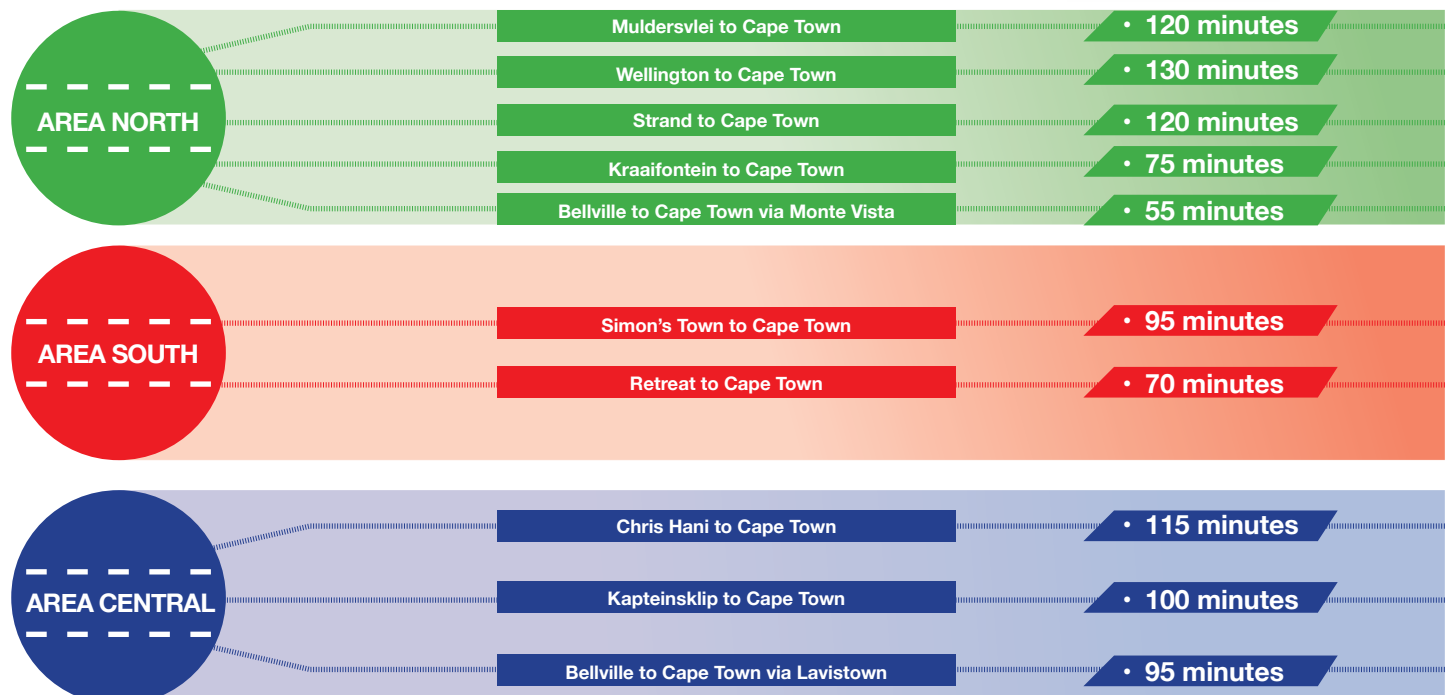 AREA NORTH
Muldersvlei to Cape Town
• 120 minutes
Wellington to Cape Town
• 130 minutes
Strand to Cape Town
• 120 minutes
Kraaifontein to Cape Town
• 75 minutes
Bellville to Cape Town via Monte Vista
• 55 minutes
AREA SOUTH
Simon’s Town to Cape Town
• 95 minutes
Retreat to Cape Town
• 70 minutes
AREA CENTRAL
Chris Hani to Cape Town
• 115 minutes
Kapteinsklip to Cape Town
• 100 minutes
Bellville to Cape Town via Lavistown
• 95 minutes